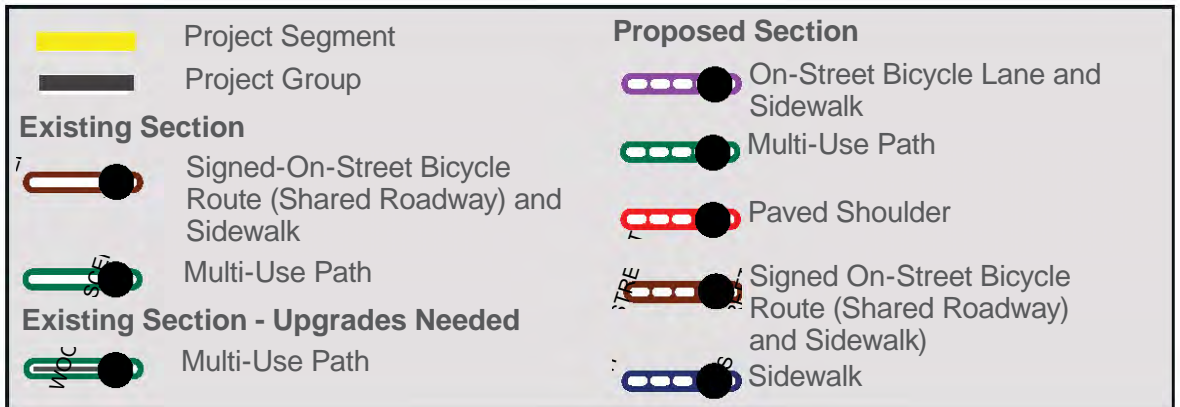 Project Segment
Project Group
Existing Section
Signed-On-Street Bicycle
Route (Shared Roadway) and
Sidewalk
Multi-Use Path
Existing Section - Upgrades Needed
Multi-Use Path
Proposed Section
On-Street Bicycle Lane and
Sidewalk
Multi-Use Path
Paved Shoulder
Signed On-Street Bicycle
Route (Shared Roadway)
and Sidewalk)
Sidewalk